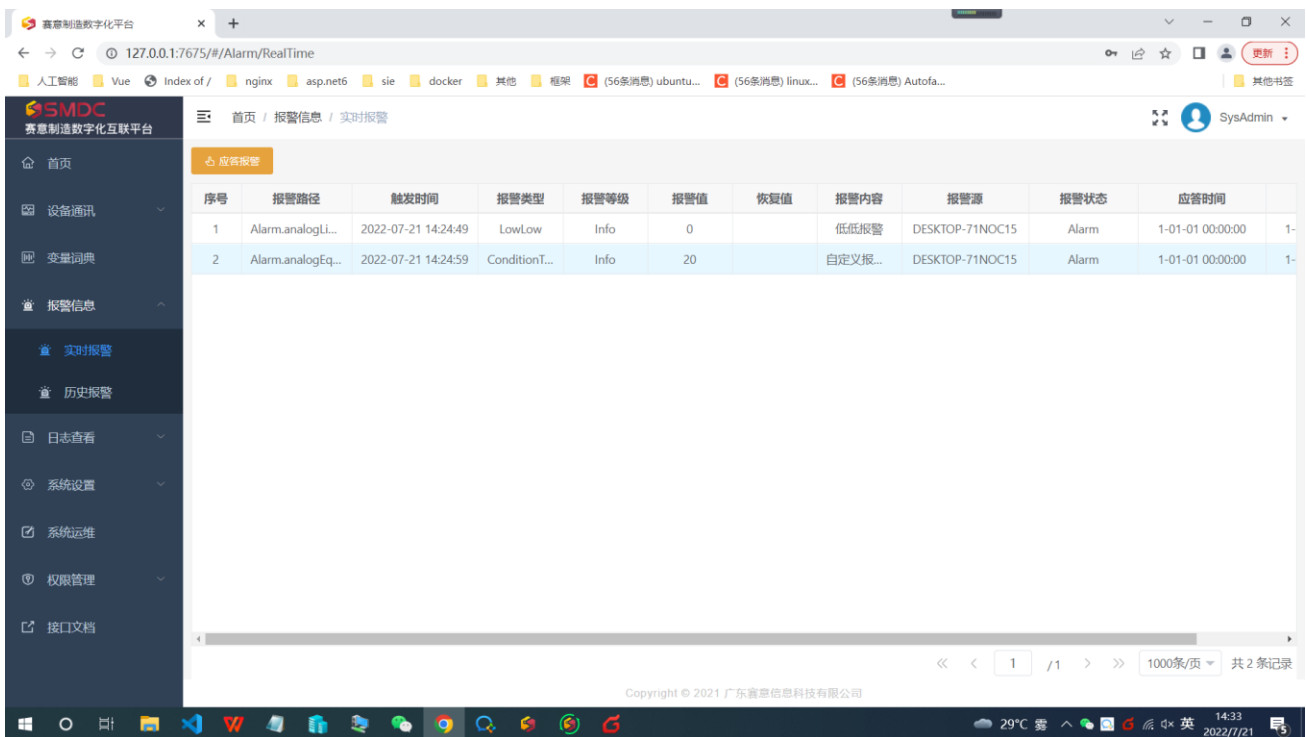 赛意制造数字化平台
127.0.0.1:7675/#/Alarm/RealTime
更新
人工智能 Vue Index of / nginx asp.net6 sie docker 其他 框架 (56条消息) ubuntu... (56条消息) linux... (56条消息) Autofa... 其他书签
SMDC
赛意制造数字化互联平台
首页 / 报警信息 / 实时报警
SysAdmin
首页
设备通讯
变量词典
报警信息
实时报警
历史报警
日志查看
系统设置
系统运维
权限管理
接口文档
应答报警
序号 报警路径 触发时间 报警类型 报警等级 报警值 恢复值 报警内容 报警源 报警状态 应答时间
1 Alarm.analogLi... 2022-07-21 14:24:49 LowLow Info 0 低低报警 DESKTOP-71NOC15 Alarm 1-01-01 00:00:00 1-
2 Alarm.analogEq... 2022-07-21 14:24:59 ConditionT... Info 20 自定义报... DESKTOP-71NOC15 Alarm 1-01-01 00:00:00 1-
1 /1 1000条/页 共 2 条记录
Copyright © 2021 广东赛意信息科技有限公司
29°C 雾 英 14:33
2022/7/21